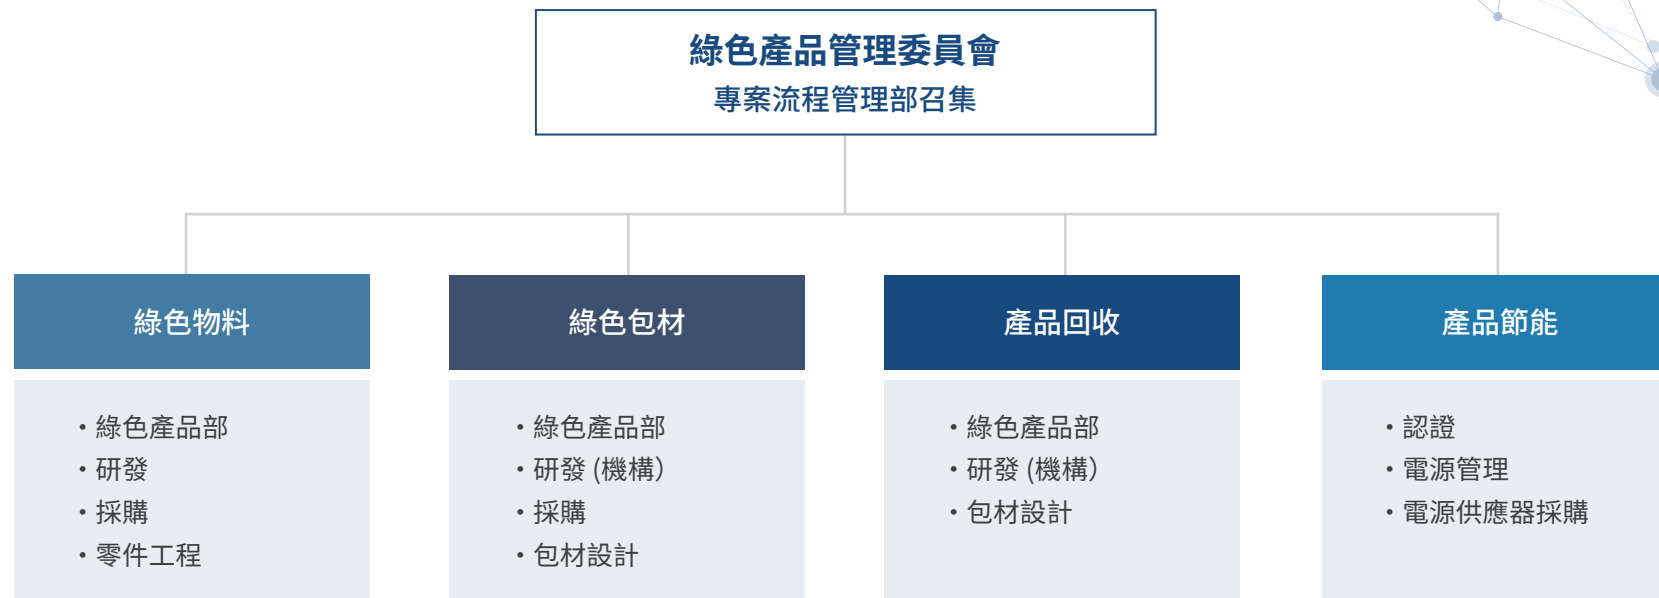 綠色產品管理委員會
專案流程管理部召集
綠色物料
・綠色產品部
・研發
・採購
・零件工程
綠色包材
・綠色產品部
・研發 (機構）
・採購
・包材設計
產品回收
・綠色產品部
・研發 (機構）
・包材設計
產品節能
・認證
・電源管理
・電源供應器採購